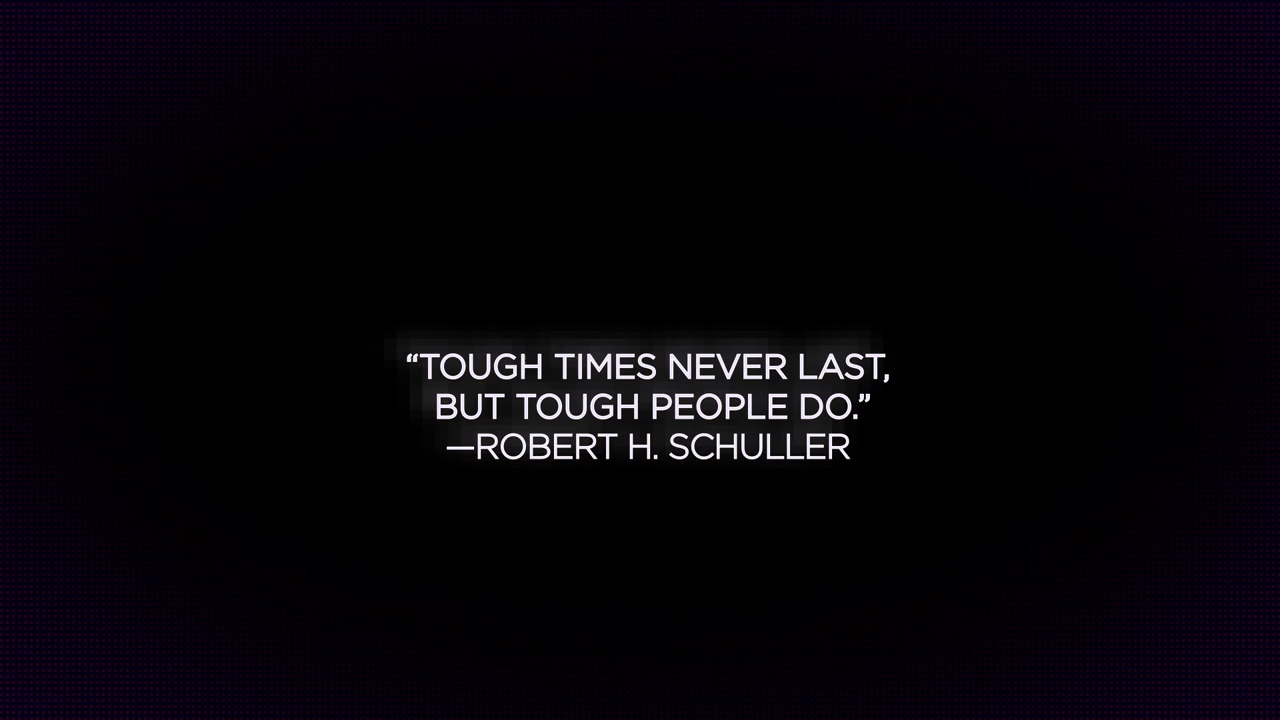 “TOUGH TIMES NEVER LAST,
BUT TOUGH PEOPLE DO.”
—ROBERT H. SCHULLER